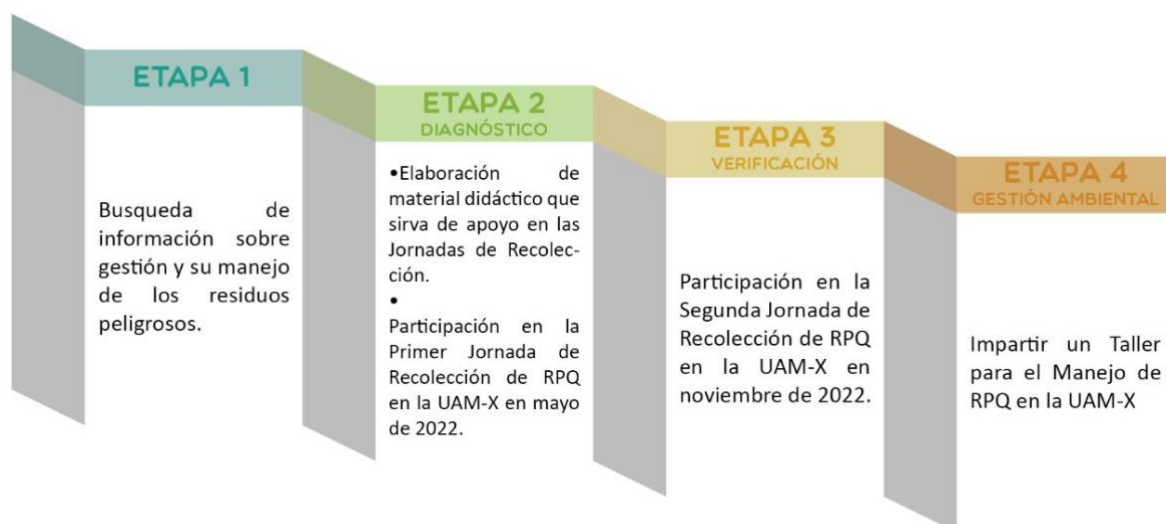 ETAPA 1
Busqueda de
información sobre
gestión y su manejo
de los residuos
peligrosos.
ETAPA 2
DIAGNÓSTICO
•Elaboración de
material didáctico que
sirva de apoyo en las
Jornadas de Recolec-
ción.
•
Participación en la
Primer Jornada de
Recolección de RPQ
en la UAM-X en mayo
de 2022.
ETAPA 3
VERIFICACIÓN
Participación en la
Segunda Jornada de
Recolección de RPQ
en la UAM-X en
noviembre de 2022.
ETAPA 4
GESTIÓN AMBIENTAL
Impartir un Taller
para el Manejo de
RPQ en la UAM-X